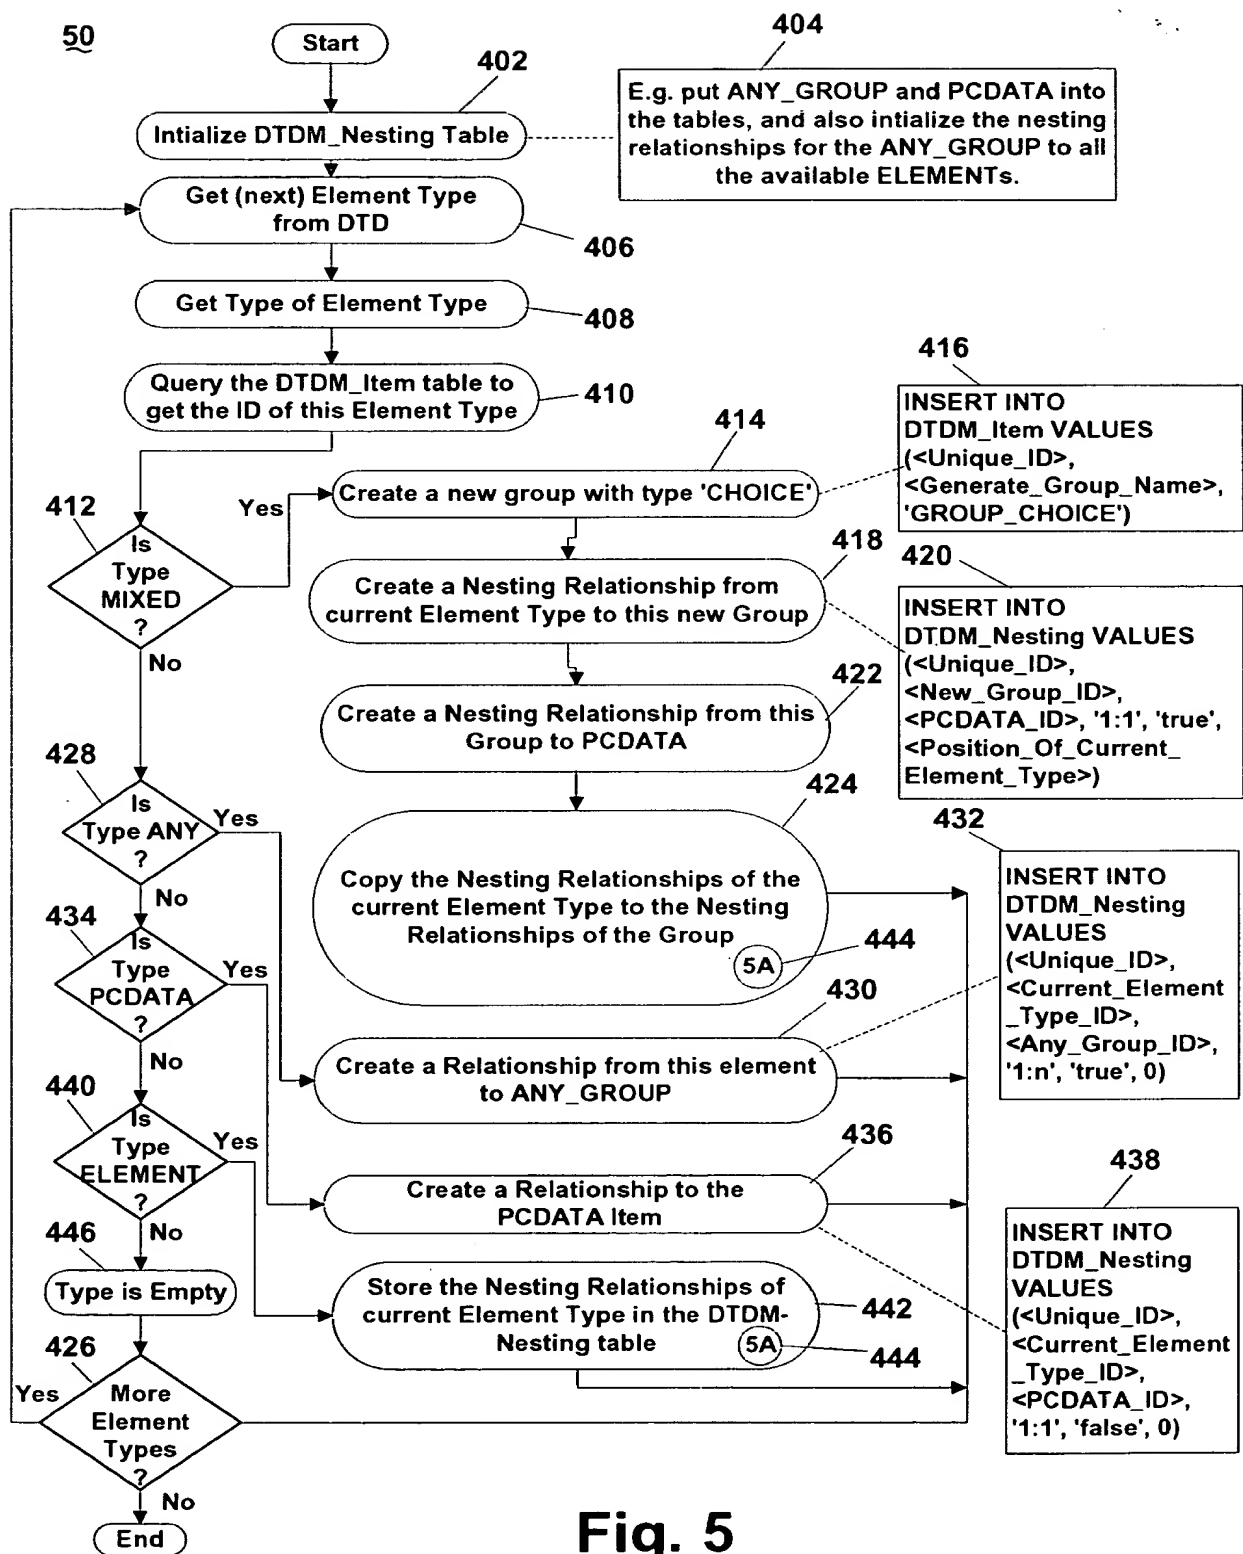 50
Start
402
404
Intialize DTDM_Nesting Table
E.g. put ANY_GROUP and PCDATA into
the tables, and also intialize the nesting
relationships for the ANY_GROUP to all
the available ELEMENTs.
Get (next) Element Type
from DTD
406
Get Type of Element Type
408
Query the DTDM_Item table to
get the ID of this Element Type
410
412
Is
Type
MIXED
?
Yes
No
414
Create a new group with type 'CHOICE'
416
INSERT INTO
DTDM_Item VALUES
(<Unique_ID>,
<Generate_Group_Name>,
'GROUP_CHOICE')
418
Create a Nesting Relationship from
current Element Type to this new Group
420
INSERT INTO
DTDM_Nesting VALUES
(<Unique_ID>,
<New_Group_ID>,
<PCDATA_ID>, '1:1', 'true',
<Position_Of_Current_
Element_Type>)
422
Create a Nesting Relationship from this
Group to PCDATA
424
Copy the Nesting Relationships of the
current Element Type to the Nesting
Relationships of the Group
5A
444
428
Is
Type ANY
?
Yes
No
430
Create a Relationship from this element
to ANY_GROUP
432
INSERT INTO
DTDM_Nesting
VALUES
(<Unique_ID>,
<Current_Element
_Type_ID>,
<Any_Group_ID>,
'1:n', 'true', 0)
434
Is
Type
PCDATA
?
Yes
No
436
Create a Relationship to the
PCDATA Item
438
INSERT INTO
DTDM_Nesting
VALUES
(<Unique_ID>,
<Current_Element
_Type_ID>,
<PCDATA_ID>,
'1:1', 'false', 0)
440
Is
Type
ELEMENT
?
Yes
No
Store the Nesting Relationships of
current Element Type in the DTDM-
Nesting table
442
5A
444
446
Type is Empty
426
More
Element
Types
?
Yes
No
End
Fig. 5